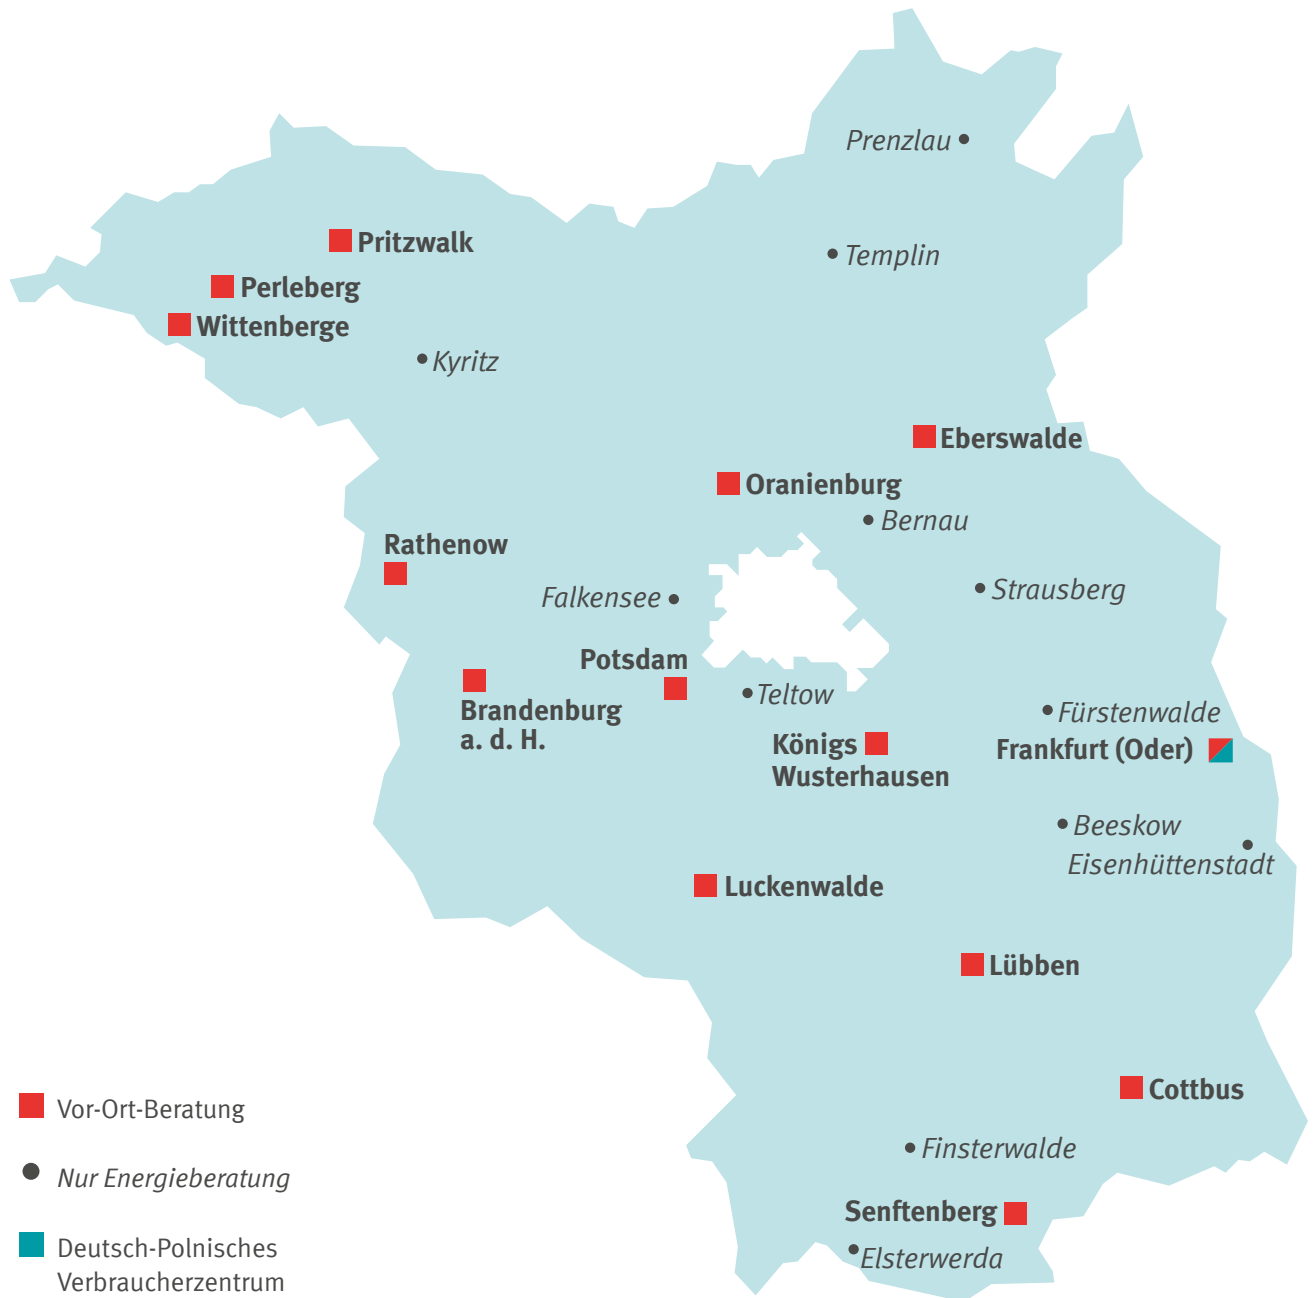 Prenzlau
Pritzwalk
Templin
Perleberg
Wittenberge
Kyritz
Eberswalde
Oranienburg
Bernau
Rathenow
Strausberg
Falkensee
Potsdam
Teltow
Brandenburg
a. d. H.
Fürstenwalde
Königs
Wusterhausen
Frankfurt (Oder)
Beeskow
Eisenhüttenstadt
Luckenwalde
Lübben
Cottbus
Finsterwalde
Senftenberg
Elsterwerda
Vor-Ort-Beratung
Nur Energieberatung
Deutsch-Polnisches
Verbraucherzentrum